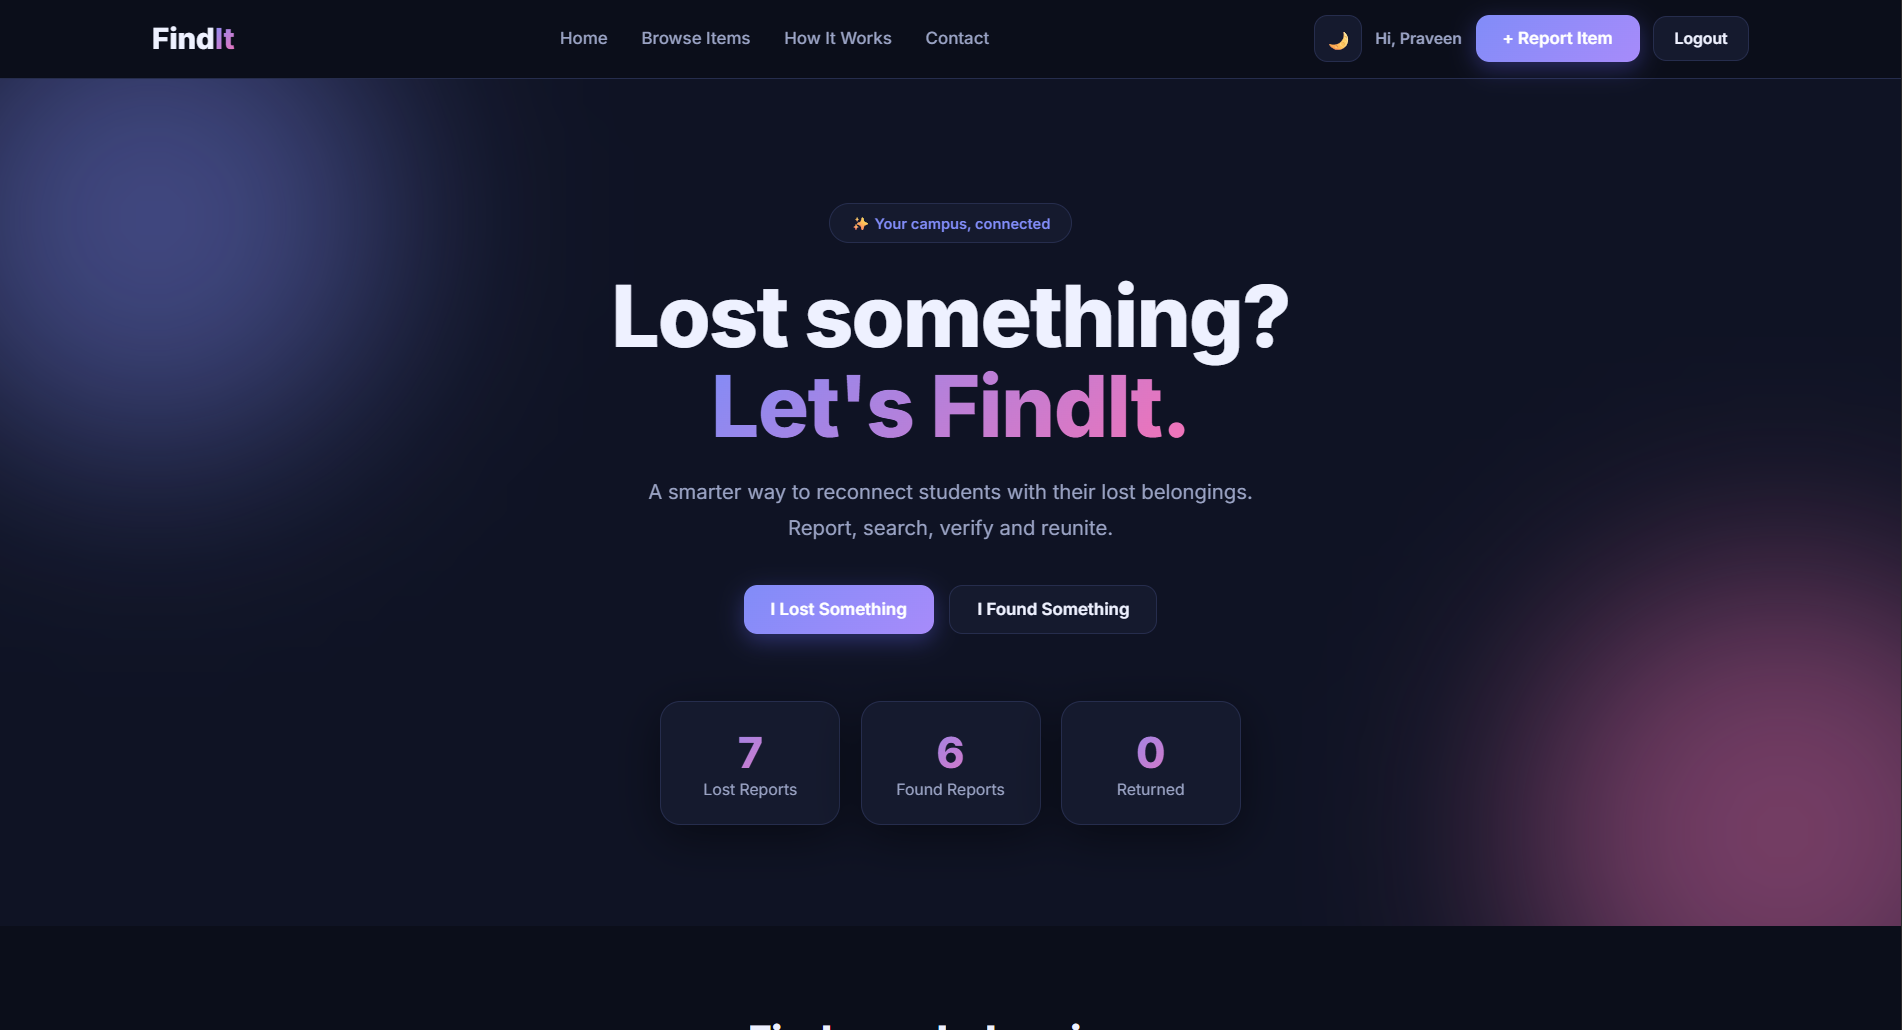 FindIt
Home
Browse Items
How It Works
Contact
Hi, Praveen
+ Report Item
Logout
Your campus, connected
Lost something?
Let's FindIt.
A smarter way to reconnect students with their lost belongings.
Report, search, verify and reunite.
I Lost Something
I Found Something
7
Lost Reports
6
Found Reports
0
Returned